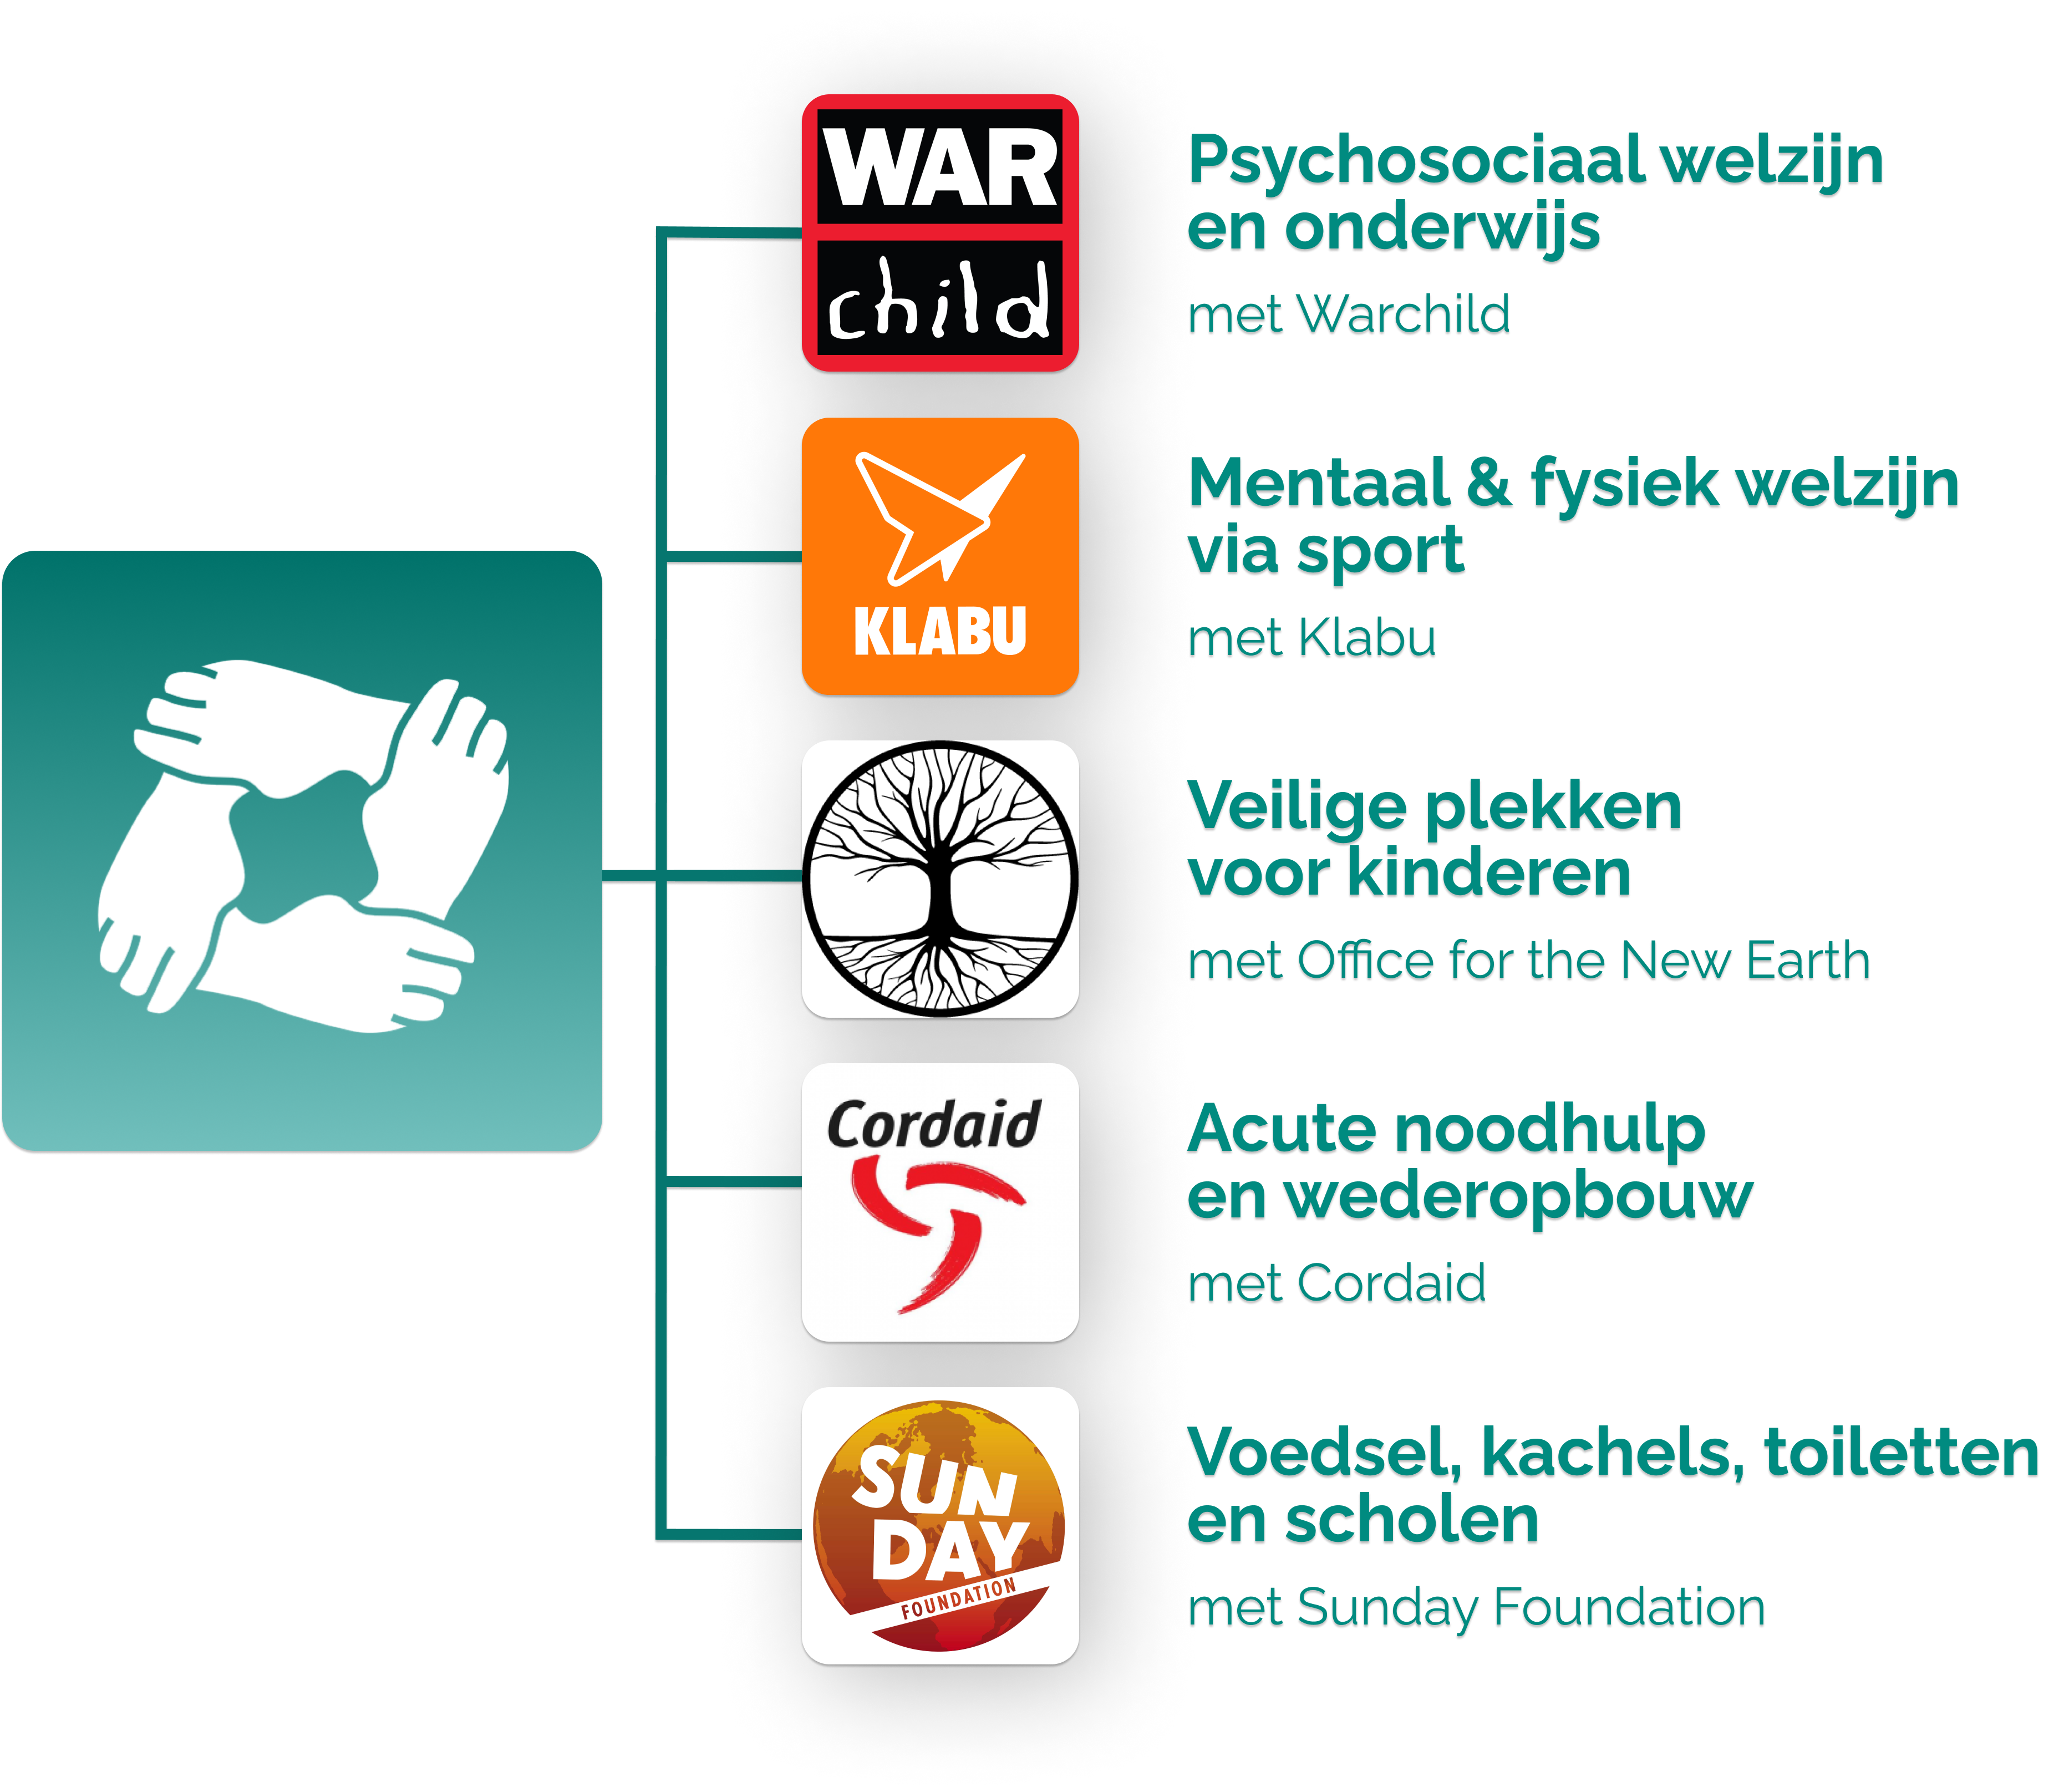 WAR
child
Psychosociaal welzijn
en onderwijs
met Warchild
KLABU
Mentaal & fysiek welzijn
via sport
met Klabu
Veilige plekken
voor kinderen
met Office for the New Earth
Cordaid
Acute noodhulp
en wederopbouw
met Cordaid
SUN
DAY
FOUNDATION
Voedsel, kachels, toiletten
en scholen
met Sunday Foundation